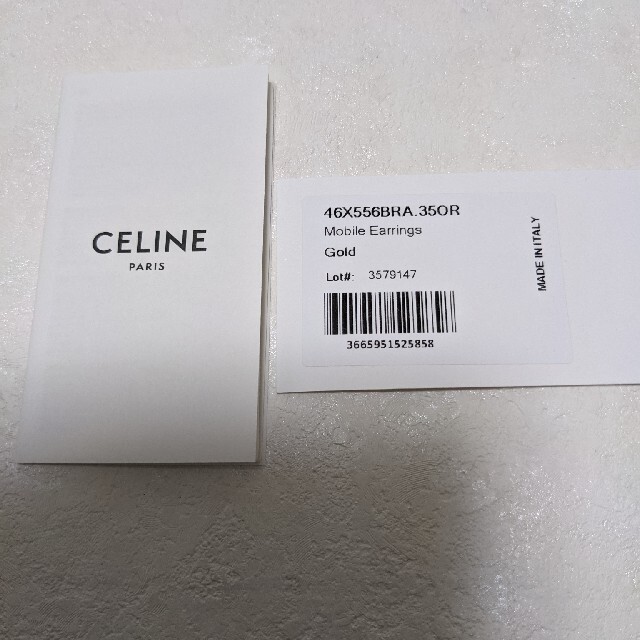 CELINE
PARIS
46X556BRA.35OR
Mobile Earrings
Gold
Lot#: 3579147
3665951525858
MADE IN ITALY